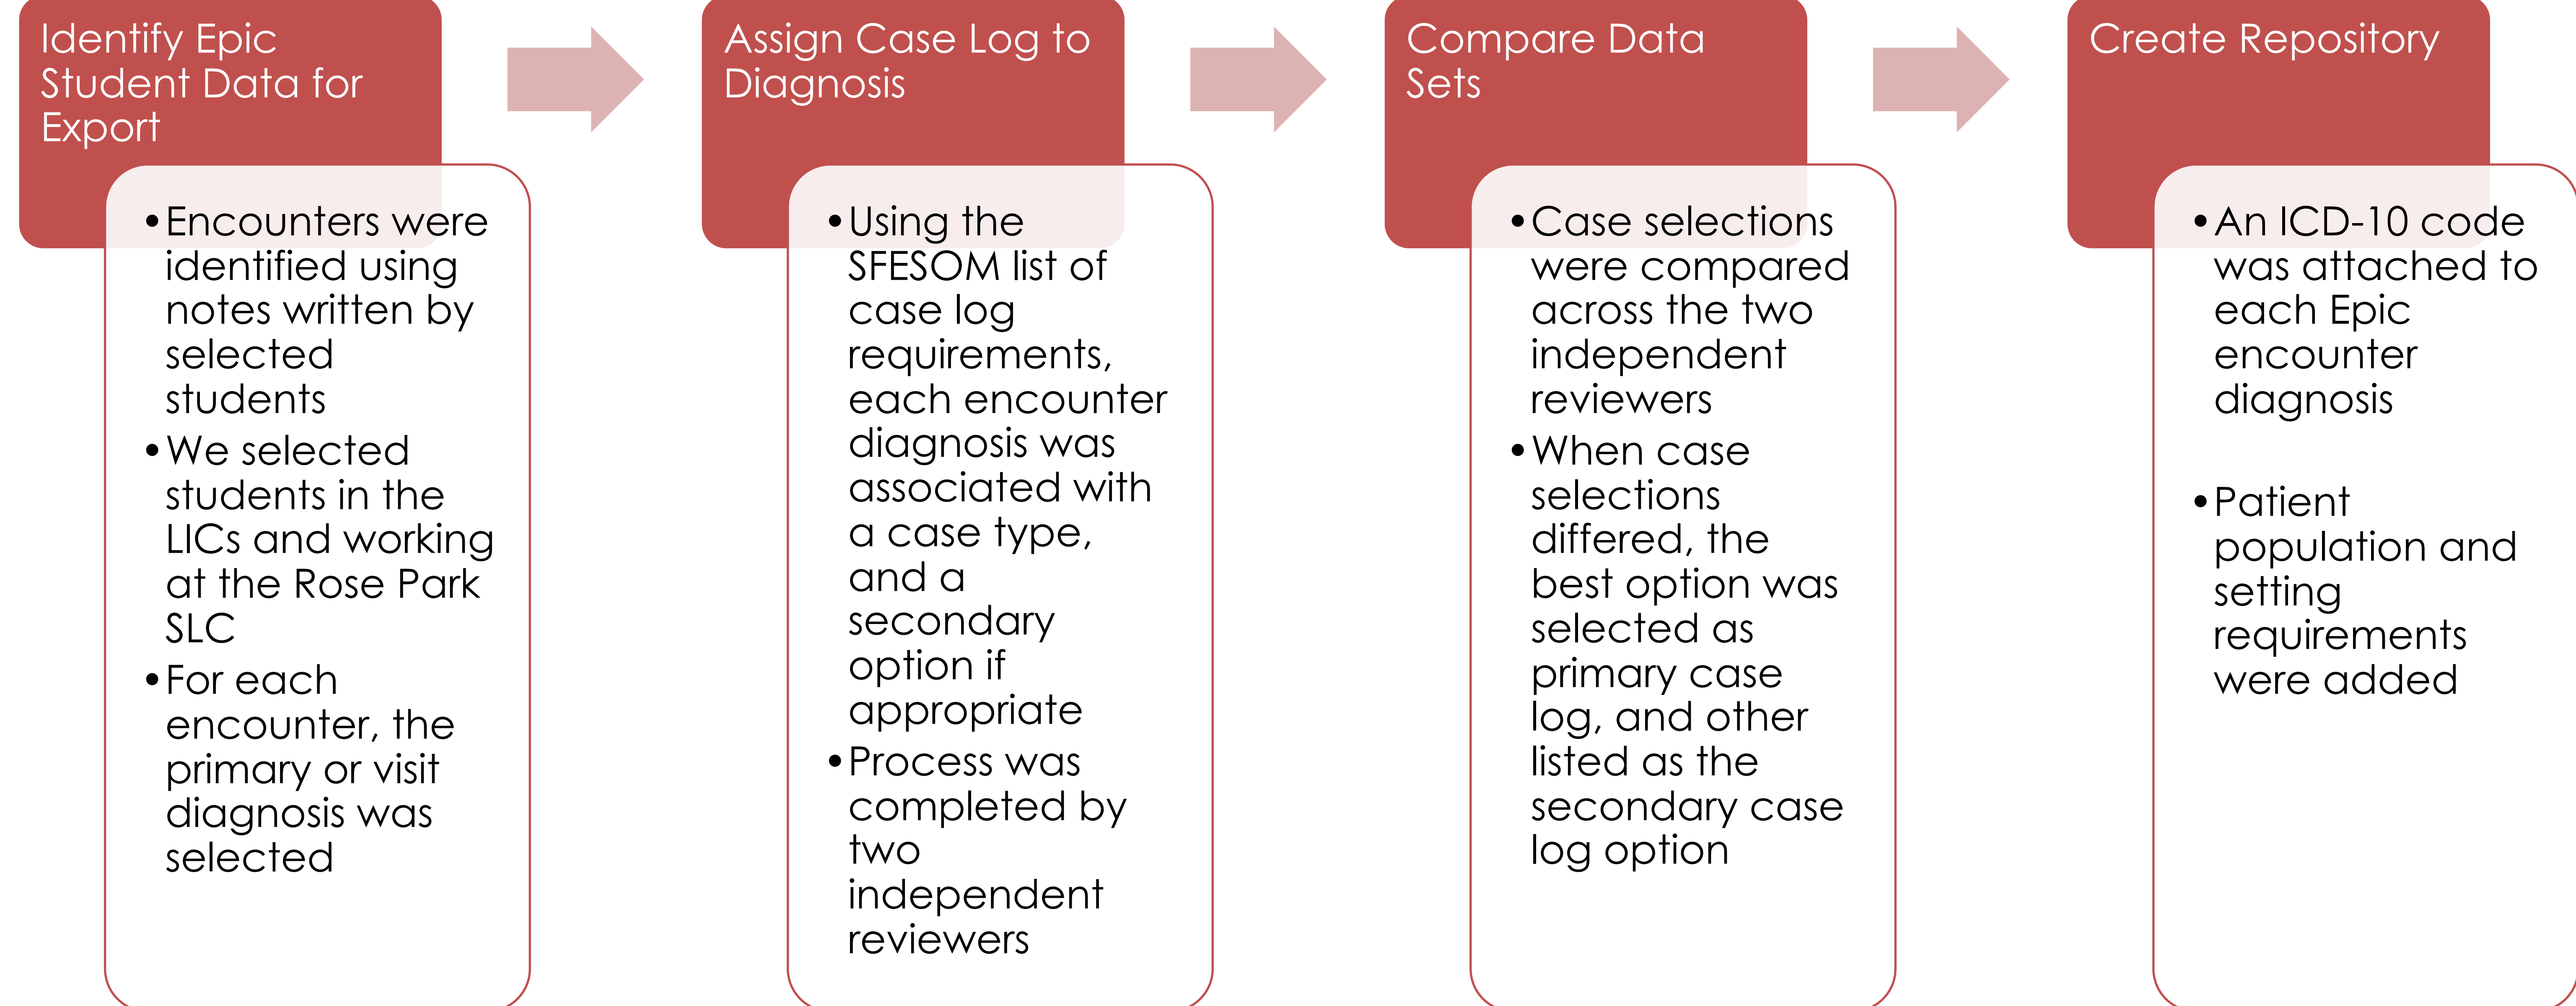 Identify Epic
Student Data for
Export
•Encounters were
identified using
notes written by
selected
students
•We selected
students in the
LICs and working
at the Rose Park
SLC
•For each
encounter, the
primary or visit
diagnosis was
selected
Assign Case Log to
Diagnosis
•Using the
SFESOM list of
case log
requirements,
each encounter
diagnosis was
associated with
a case type,
and a
secondary
option if
appropriate
•Process was
completed by
two
independent
reviewers
Compare Data
Sets
•Case selections
were compared
across the two
independent
reviewers
•When case
selections
differed, the
best option was
selected as
primary case
log, and other
listed as the
secondary case
log option
Create Repository
•An ICD-10 code
was attached to
each Epic
encounter
diagnosis
•Patient
population and
setting
requirements
were added